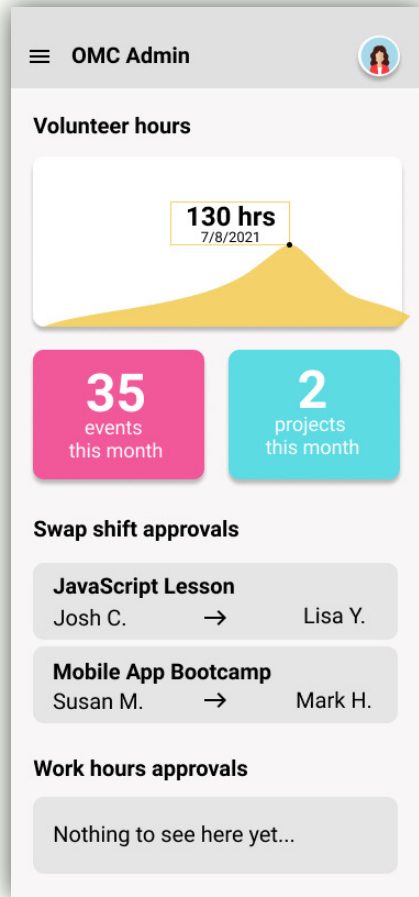 OMC Admin
Volunteer hours
130 hrs
7/8/2021
35
events
this month
2
projects
this month
Swap shift approvals
JavaScript Lesson
Josh C. → Lisa Y.
Mobile App Bootcamp
Susan M. → Mark H.
Work hours approvals
Nothing to see here yet...